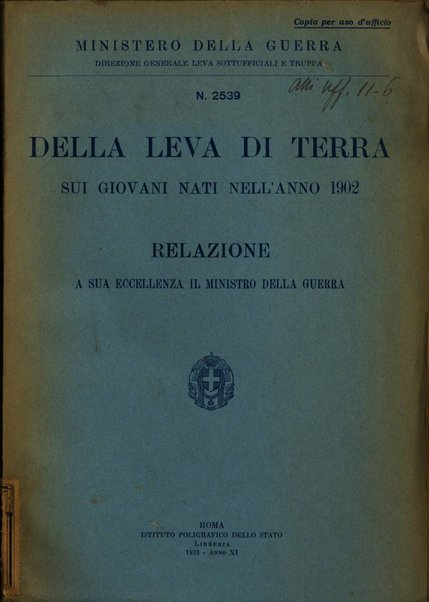 Copia per uso d'ufficio
MINISTERO DELLA GUERRA
DIREZIONE GENERALE LEVA SOTTUFFICIALI E TRUPPA
Atti uff. 11-6
N. 2539
DELLA LEVA DI TERRA
SUI GIOVANI NATI NELL'ANNO 1902
RELAZIONE
A SUA ECCELLENZA IL MINISTRO DELLA GUERRA
ROMA
ISTITUTO POLIGRAFICO DELLO STATO
LIBRERIA
1933 - ANNO XI